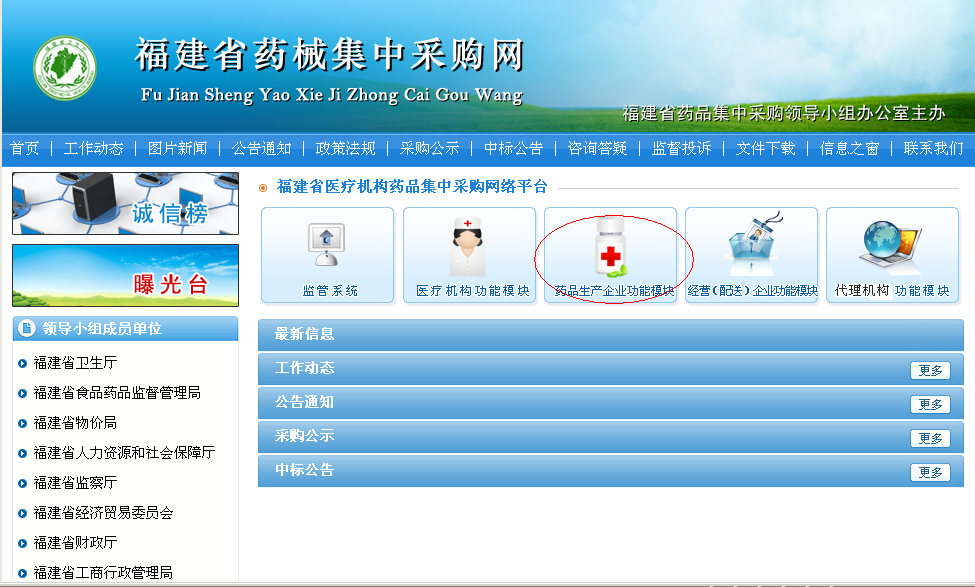 福建省药械集中采购网
Fu Jian Sheng Yao Xie Ji Zhong Cai Gou Wang
福建省药品集中采购领导小组办公室主办
首页 | 工作动态 | 图片新闻 | 公告通知 | 政策法规 | 采购公示 | 中标公告 | 咨询答疑 | 监督投诉 | 文件下载 | 信息之窗 | 联系我们
诚信榜
曝光台
领导小组成员单位
福建省卫生厅
福建省食品药品监督管理局
福建省物价局
福建省人力资源和社会保障厅
福建省监察厅
福建省经济贸易委员会
福建省财政厅
福建省工商行政管理局
福建省医疗机构药品集中采购网络平台
监管系统
医疗机构功能模块
药品生产企业功能模块
经营(配送)企业功能模块
代理机构 功能模块
最新信息
工作动态 更多
公告通知 更多
采购公示 更多
中标公告 更多